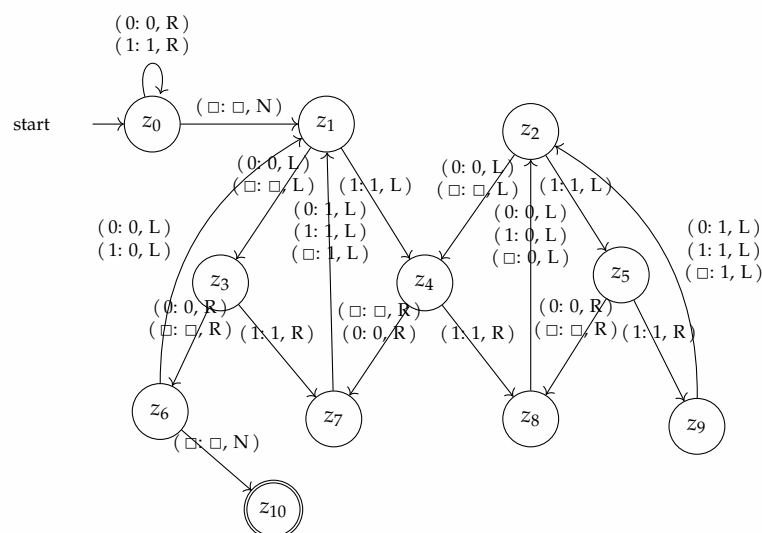 (0: 0, R)
(1: 1, R)
start
z0
(□: □, N)
z1
z2
(0: 0, L)
(□: □, L)
(1: 1, L)
(0: 0, L)
(□: □, L)
(1: 1, L)
(0: 0, L)
(1: 0, L)
(0: 1, L)
(1: 1, L)
(□: 1, L)
(0: 0, L)
(1: 0, L)
(□: 0, L)
(0: 1, L)
(1: 1, L)
(□: 1, L)
z3
z4
z5
(0: 0, R)
(□: □, R)
(1: 1, R)
(□: □, R)
(0: 0, R)
(1: 1, R)
(0: 0, R)
(□: □, R)
(1: 1, R)
z6
z7
z8
z9
(□: □, N)
z10